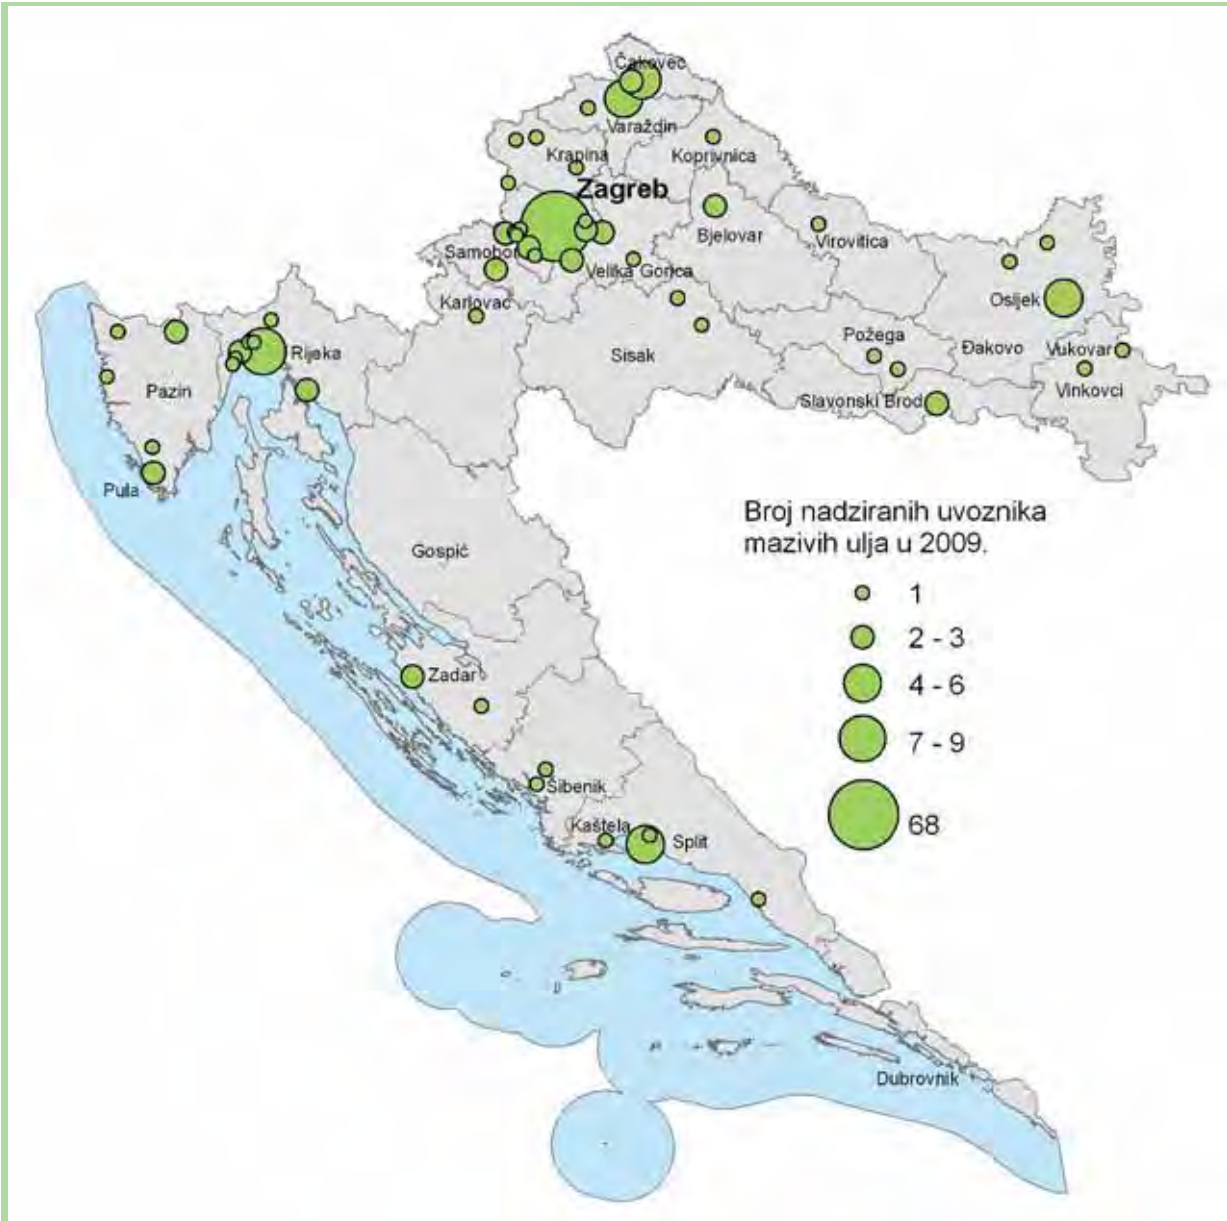 Čakovec
Varaždin
Krapina
Koprivnica
Zagreb
Bjelovar
Virovitica
Samobor
Velika Gorica
Karlovac
Osijek
Rijeka
Sisak
Požega
Đakovo
Vukovar
Pazin
Vinkovci
Slavonski Brod
Pula
Gospić
Broj nadziranih uvoznika
mazivih ulja u 2009.
1
2 - 3
4 - 6
7 - 9
68
Zadar
Šibenik
Kaštela
Split
Dubrovnik